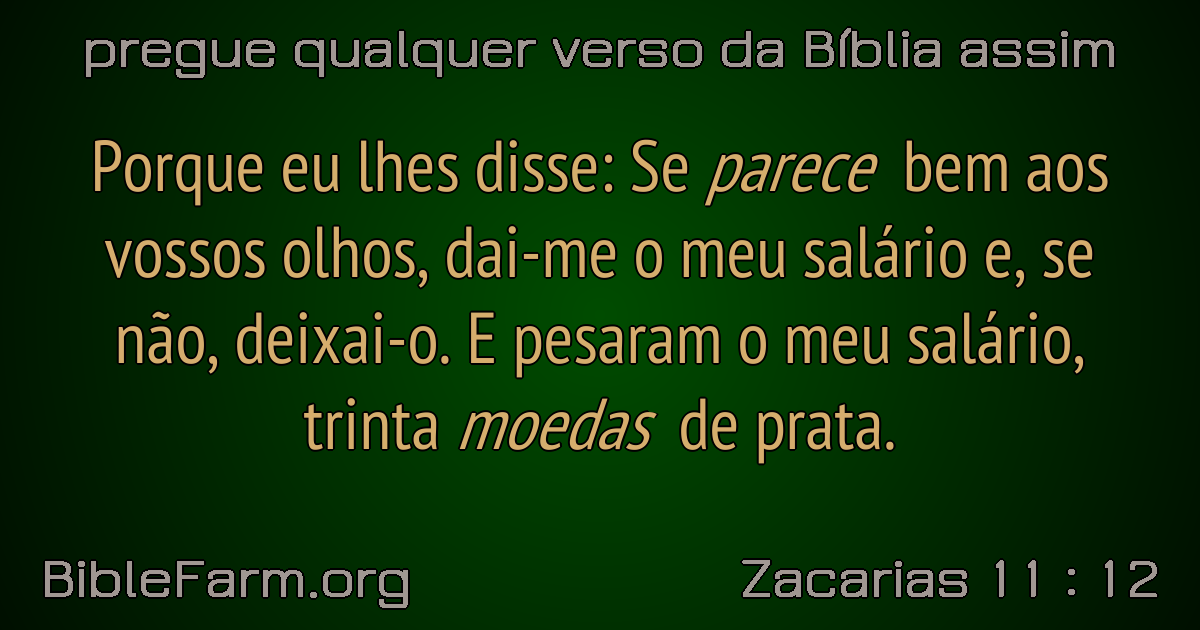 pregue qualquer verso da Bíblia assim
Porque eu lhes disse: Se parece bem aos
vossos olhos, dai-me o meu salário e, se
não, deixai-o. E pesaram o meu salário,
trinta moedas de prata.
BibleFarm.org
Zacarias 11 : 12